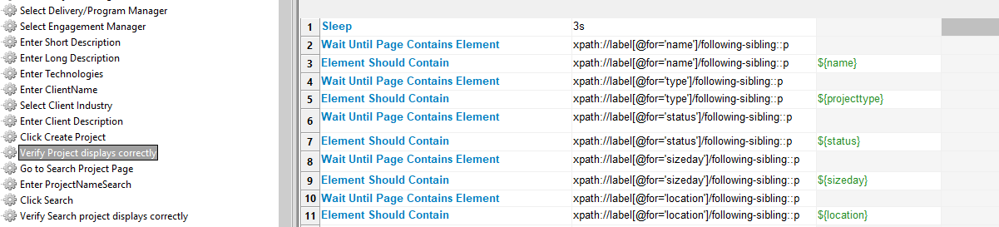 Select Delivery/Program Manager
Select Engagement Manager
Enter Short Description
Enter Long Description
Enter Technologies
Enter ClientName
Select Client Industry
Enter Client Description
Click Create Project
Verify Project displays correctly
Go to Search Project Page
Enter ProjectNameSearch
Click Search
Verify Search project displays correctly
1 Sleep 3s
2 Wait Until Page Contains Element xpath://label[@for='name']/following-sibling::p
3 Element Should Contain xpath://label[@for='name']/following-sibling::p ${name}
4 Wait Until Page Contains Element xpath://label[@for='type']/following-sibling::p
5 Element Should Contain xpath://label[@for='type']/following-sibling::p ${projecttype}
6 Wait Until Page Contains Element xpath://label[@for='status']/following-sibling::p
7 Element Should Contain xpath://label[@for='status']/following-sibling::p ${status}
8 Wait Until Page Contains Element xpath://label[@for='sizeday']/following-sibling::p
9 Element Should Contain xpath://label[@for='sizeday']/following-sibling::p ${sizeday}
10 Wait Until Page Contains Element xpath://label[@for='location']/following-sibling::p
11 Element Should Contain xpath://label[@for='location']/following-sibling::p ${location}